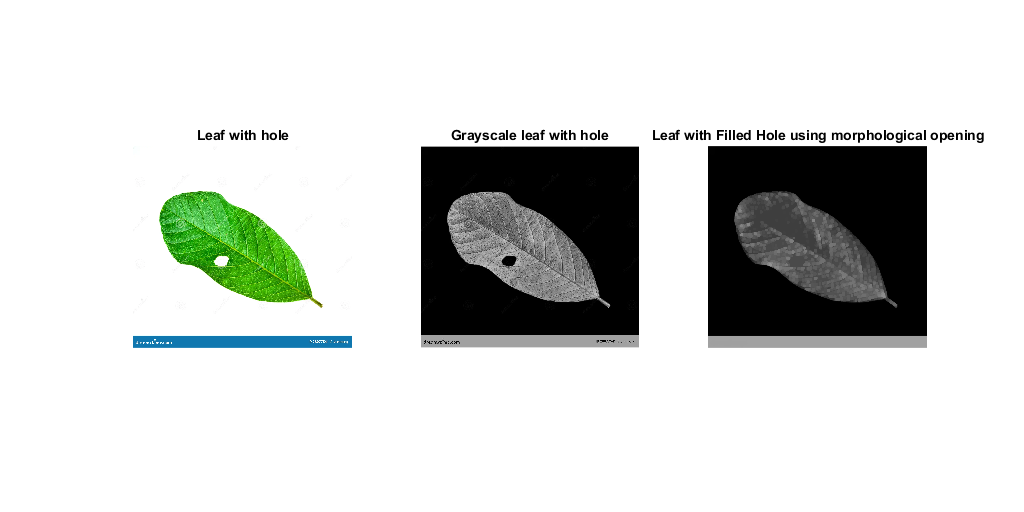 Leaf with hole
Grayscale leaf with hole
Leaf with Filled Hole using morphological opening